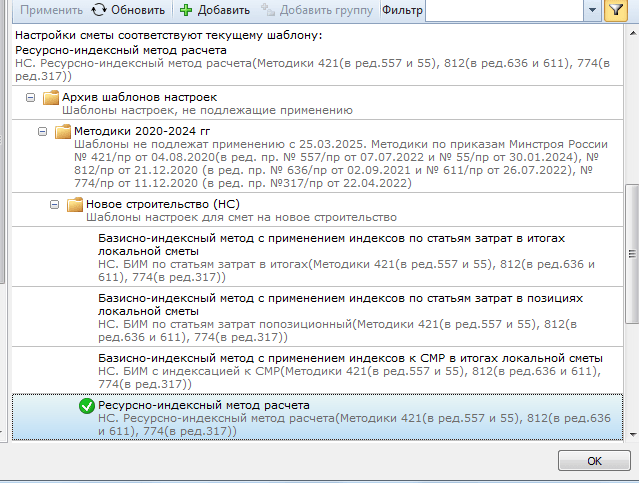 Применить Обновить Добавить Добавить группу Фильтр
Настройки сметы соответствуют текущему шаблону:
Ресурсно-индексный метод расчета
НС. Ресурсно-индексный метод расчета(Методики 421(в ред.557 и 55), 812(в ред.636 и 611), 774(в
ред.317))
Архив шаблонов настроек
Шаблоны настроек, не подлежащие применению
Методики 2020-2024 гг
Шаблоны не подлежат применению с 25.03.2025. Методики по приказам Минстроя России
№ 421/пр от 04.08.2020(в ред. пр. № 557/пр от 07.07.2022 и № 55/пр от 30.01.2024), №
812/пр от 21.12.2020 (в ред. пр. № 636/пр от 02.09.2021 и № 611/пр от 26.07.2022), №
774/пр от 11.12.2020 (в ред. пр. №317/пр от 22.04.2022)
Новое строительство (НС)
Шаблоны настроек для смет на новое строительство
Базисно-индексный метод с применением индексов по статьям затрат в итогах
локальной сметы
НС. БИМ по статьям затрат в итогах(Методики 421(в ред.557 и 55), 812(в ред.636 и
611), 774(в ред.317))
Базисно-индексный метод с применением индексов по статьям затрат в позициях
локальной сметы
НС. БИМ по статьям затрат попозиционный(Методики 421(в ред.557 и 55), 812(в
ред.636 и 611), 774(в ред.317))
Базисно-индексный метод с применением индексов к СМР в итогах локальной сметы
НС. БИМ с индексацией к СМР(Методики 421(в ред.557 и 55), 812(в ред.636 и 611),
774(в ред.317))
Ресурсно-индексный метод расчета
НС. Ресурсно-индексный метод расчета(Методики 421(в ред.557 и 55), 812(в ред.636
и 611), 774(в ред.317))
ОК